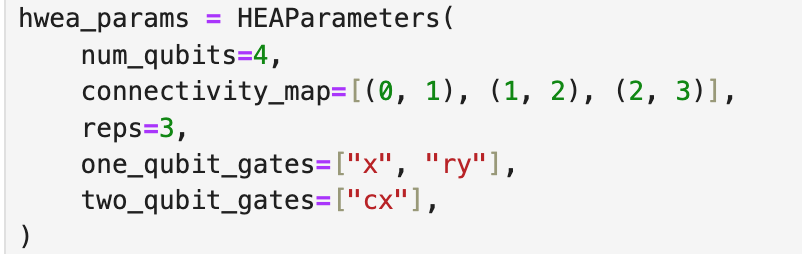 hwea_params = HEAParameters(
    num_qubits=4,
    connectivity_map=[(0, 1), (1, 2), (2, 3)],
    reps=3,
    one_qubit_gates=["x", "ry"],
    two_qubit_gates=["cx"],
)